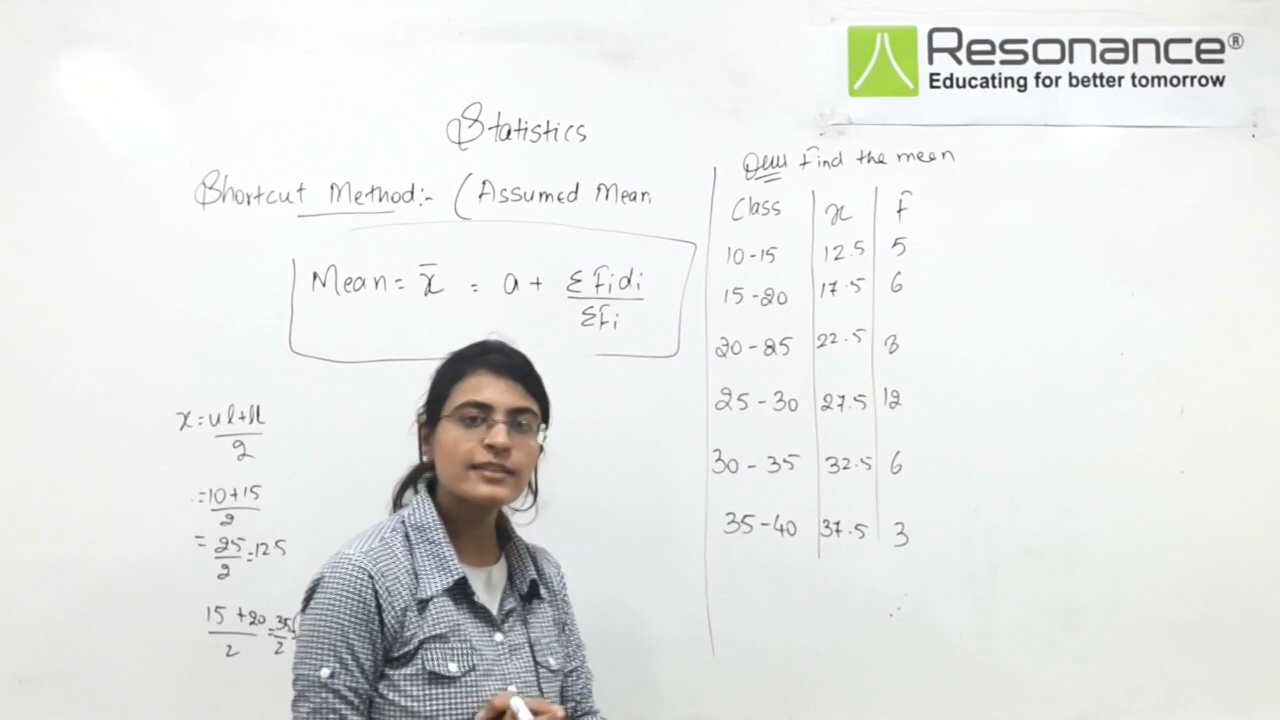 Resonance®
Educating for better tomorrow
Statistics
Shortcut Method:- (Assumed Mean
Mean = x̄ = a + Σfidi / Σfi
x = ul+ll / 2
= 10+15 / 2
= 25 / 2 = 12.5
15+20 / 2 = 35 / 2
Ques Find the mean
Class x f
10-15 12.5 5
15-20 17.5 6
20-25 22.5 8
25-30 27.5 12
30-35 32.5 6
35-40 37.5 3